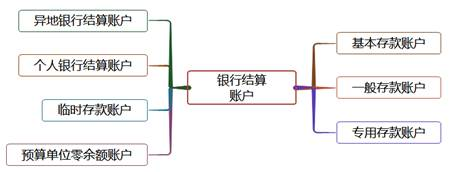 异地银行结算账户
个人银行结算账户
临时存款账户
预算单位零余额账户
银行结算
账户
基本存款账户
一般存款账户
专用存款账户